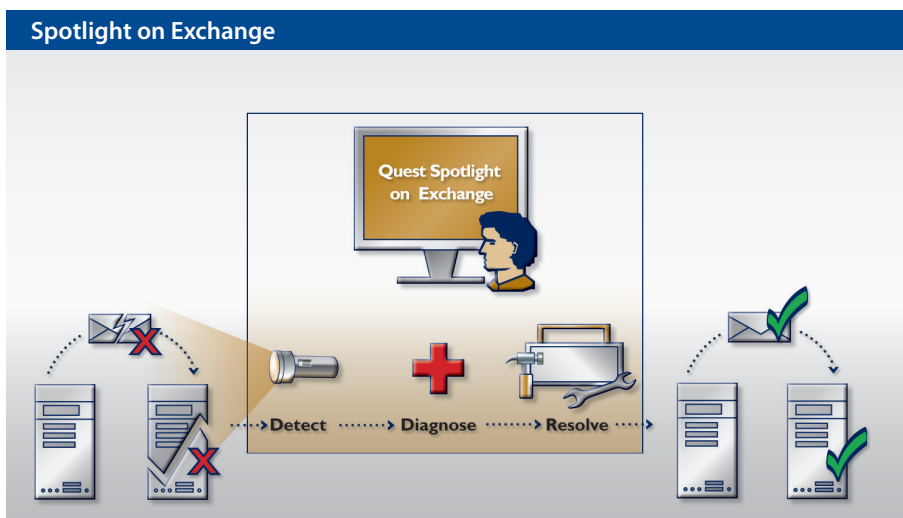 Spotlight on Exchange
Quest Spotlight
on Exchange
Detect
Diagnose
Resolve